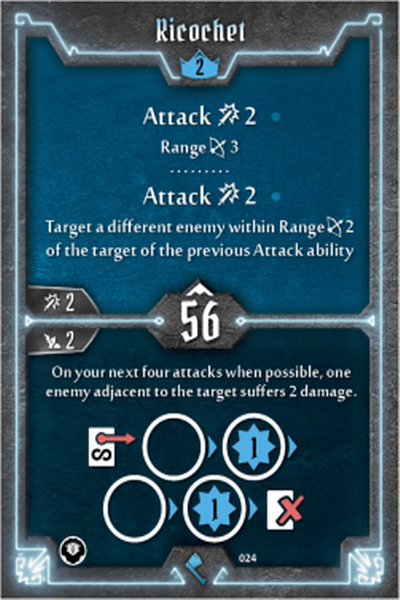 Ricochet
2
Attack 2
Range 3
Attack 2
Target a different enemy within Range 2
of the target of the previous Attack ability
2
56
2
On your next four attacks when possible, one
enemy adjacent to the target suffers 2 damage.
1
1
024